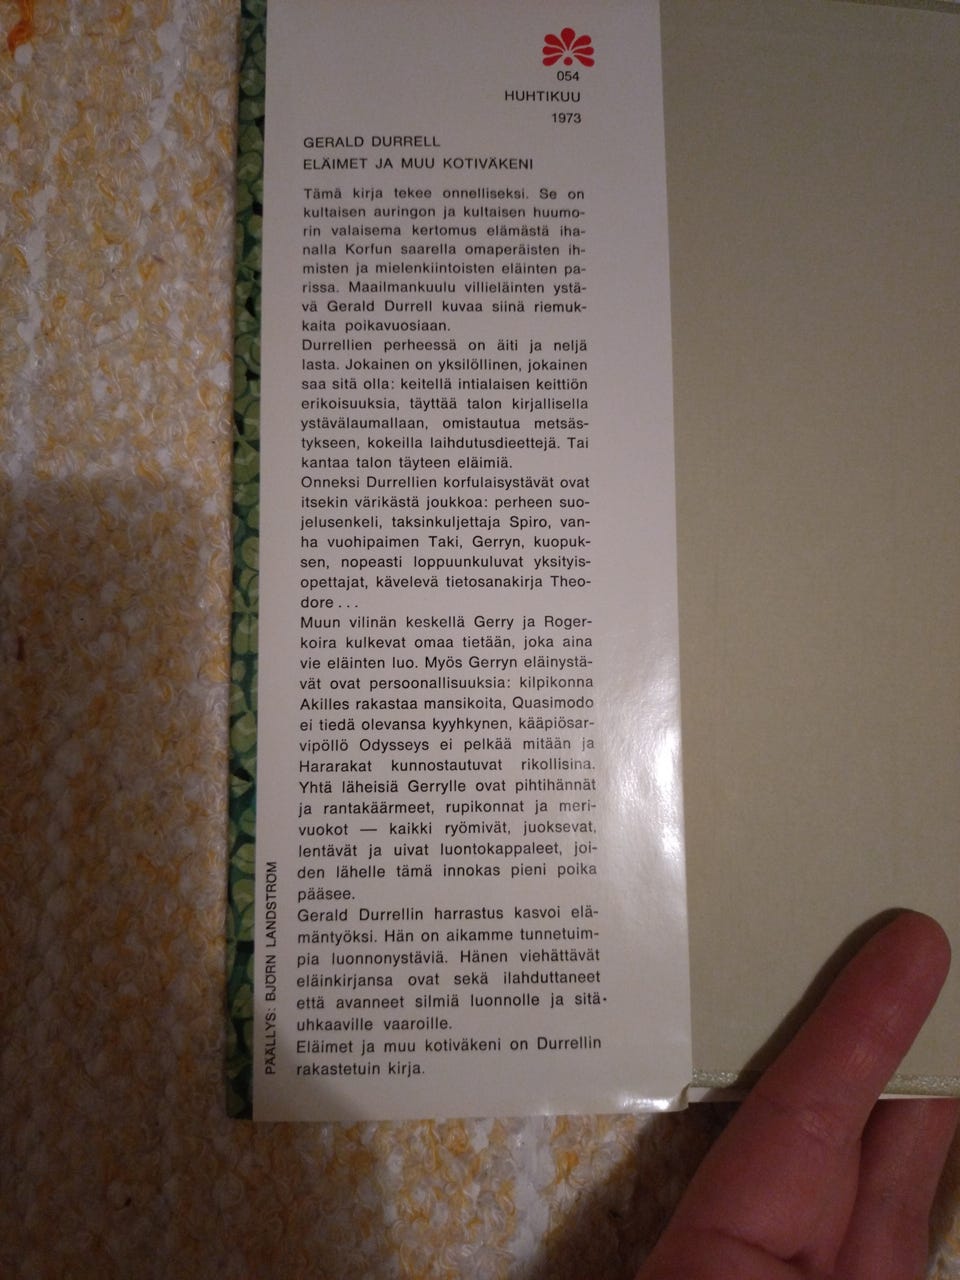 054
HUHTIKUU
1973
GERALD DURRELL
ELÄIMET JA MUU KOTIVÄKENI
Tämä kirja tekee onnelliseksi. Se on
kultaisen auringon ja kultaisen huumo-
rin valaisema kertomus elämästä iha-
nalla Korfun saarella omaperäisten ih-
misten ja mielenkiintoisten eläinten pa-
rissa. Maailmankuulu villieläinten ystä-
vä Gerald Durrell kuvaa siinä riemuk-
kaita poikavuosiaan.
Durrellien perheessä on äiti ja neljä
lasta. Jokainen on yksilöllinen, jokainen
saa sitä olla: keitellä intialaisen keittiön
erikoisuuksia, täyttää talon kirjallisella
ystävälaumallaan, omistautua metsäs-
tykseen, kokeilla laihdutusdieettejä. Tai
kantaa talon täyteen eläimiä.
Onneksi Durrellien korfulaisystävät ovat
itsekin värikästä joukkoa: perheen suo-
jelusenkeli, taksinkuljettaja Spiro, van-
ha vuohipaimen Taki, Gerryn, kuopuk-
sen, nopeasti loppuunkuluvat yksityis-
opettajat, kävelevä tietosanakirja Theo-
dore . . .
Muun vilinän keskellä Gerry ja Roger-
koira kulkevat omaa tietään, joka aina
vie eläinten luo. Myös Gerryn eläinystä-
vät ovat persoonallisuuksia: kilpikonna
Akilles rakastaa mansikoita, Quasimodo
ei tiedä olevansa kyyhkynen, kääpiösar-
vipöllö Odysseys ei pelkää mitään ja
Hararakat kunnostautuvat rikollisina.
Yhtä läheisiä Gerrylle ovat pihtihännät
ja rantakäärmeet, rupikonnat ja meri-
vuokot — kaikki ryömivät, juoksevat,
lentävät ja uivat luontokappaleet, joi-
den lähelle tämä innokas pieni poika
pääsee.
Gerald Durrellin harrastus kasvoi elä-
mäntyöksi. Hän on aikamme tunnetuim-
pia luonnonystäviä. Hänen viehättävät
eläinkirjansa ovat sekä ilahduttaneet
että avanneet silmiä luonnolle ja sitä
uhkaaville vaaroille.
Eläimet ja muu kotiväkeni on Durrellin
rakastetuin kirja.
PÄÄLLYS: BJÖRN LANDSTRÖM